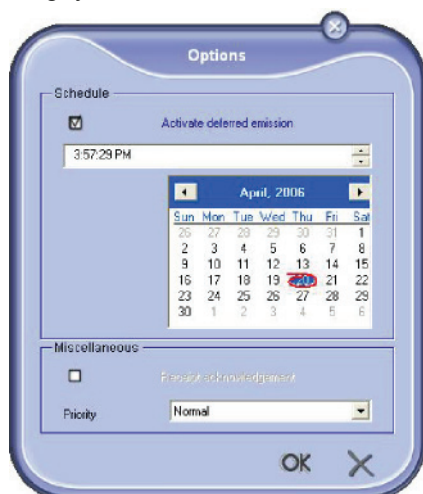 Options
Schedule
Activate deferred emission
3:57:29 PM
April, 2006
Sun Mon Tue Wed Thu Fri Sat
26 27 28 29 30 31 1
2 3 4 5 6 7 8
9 10 11 12 13 14 15
16 17 18 19 20 21 22
23 24 25 26 27 28 29
30 1 2 3 4 5 6
Miscellaneous
Receipt acknowledgement
Priority Normal
OK